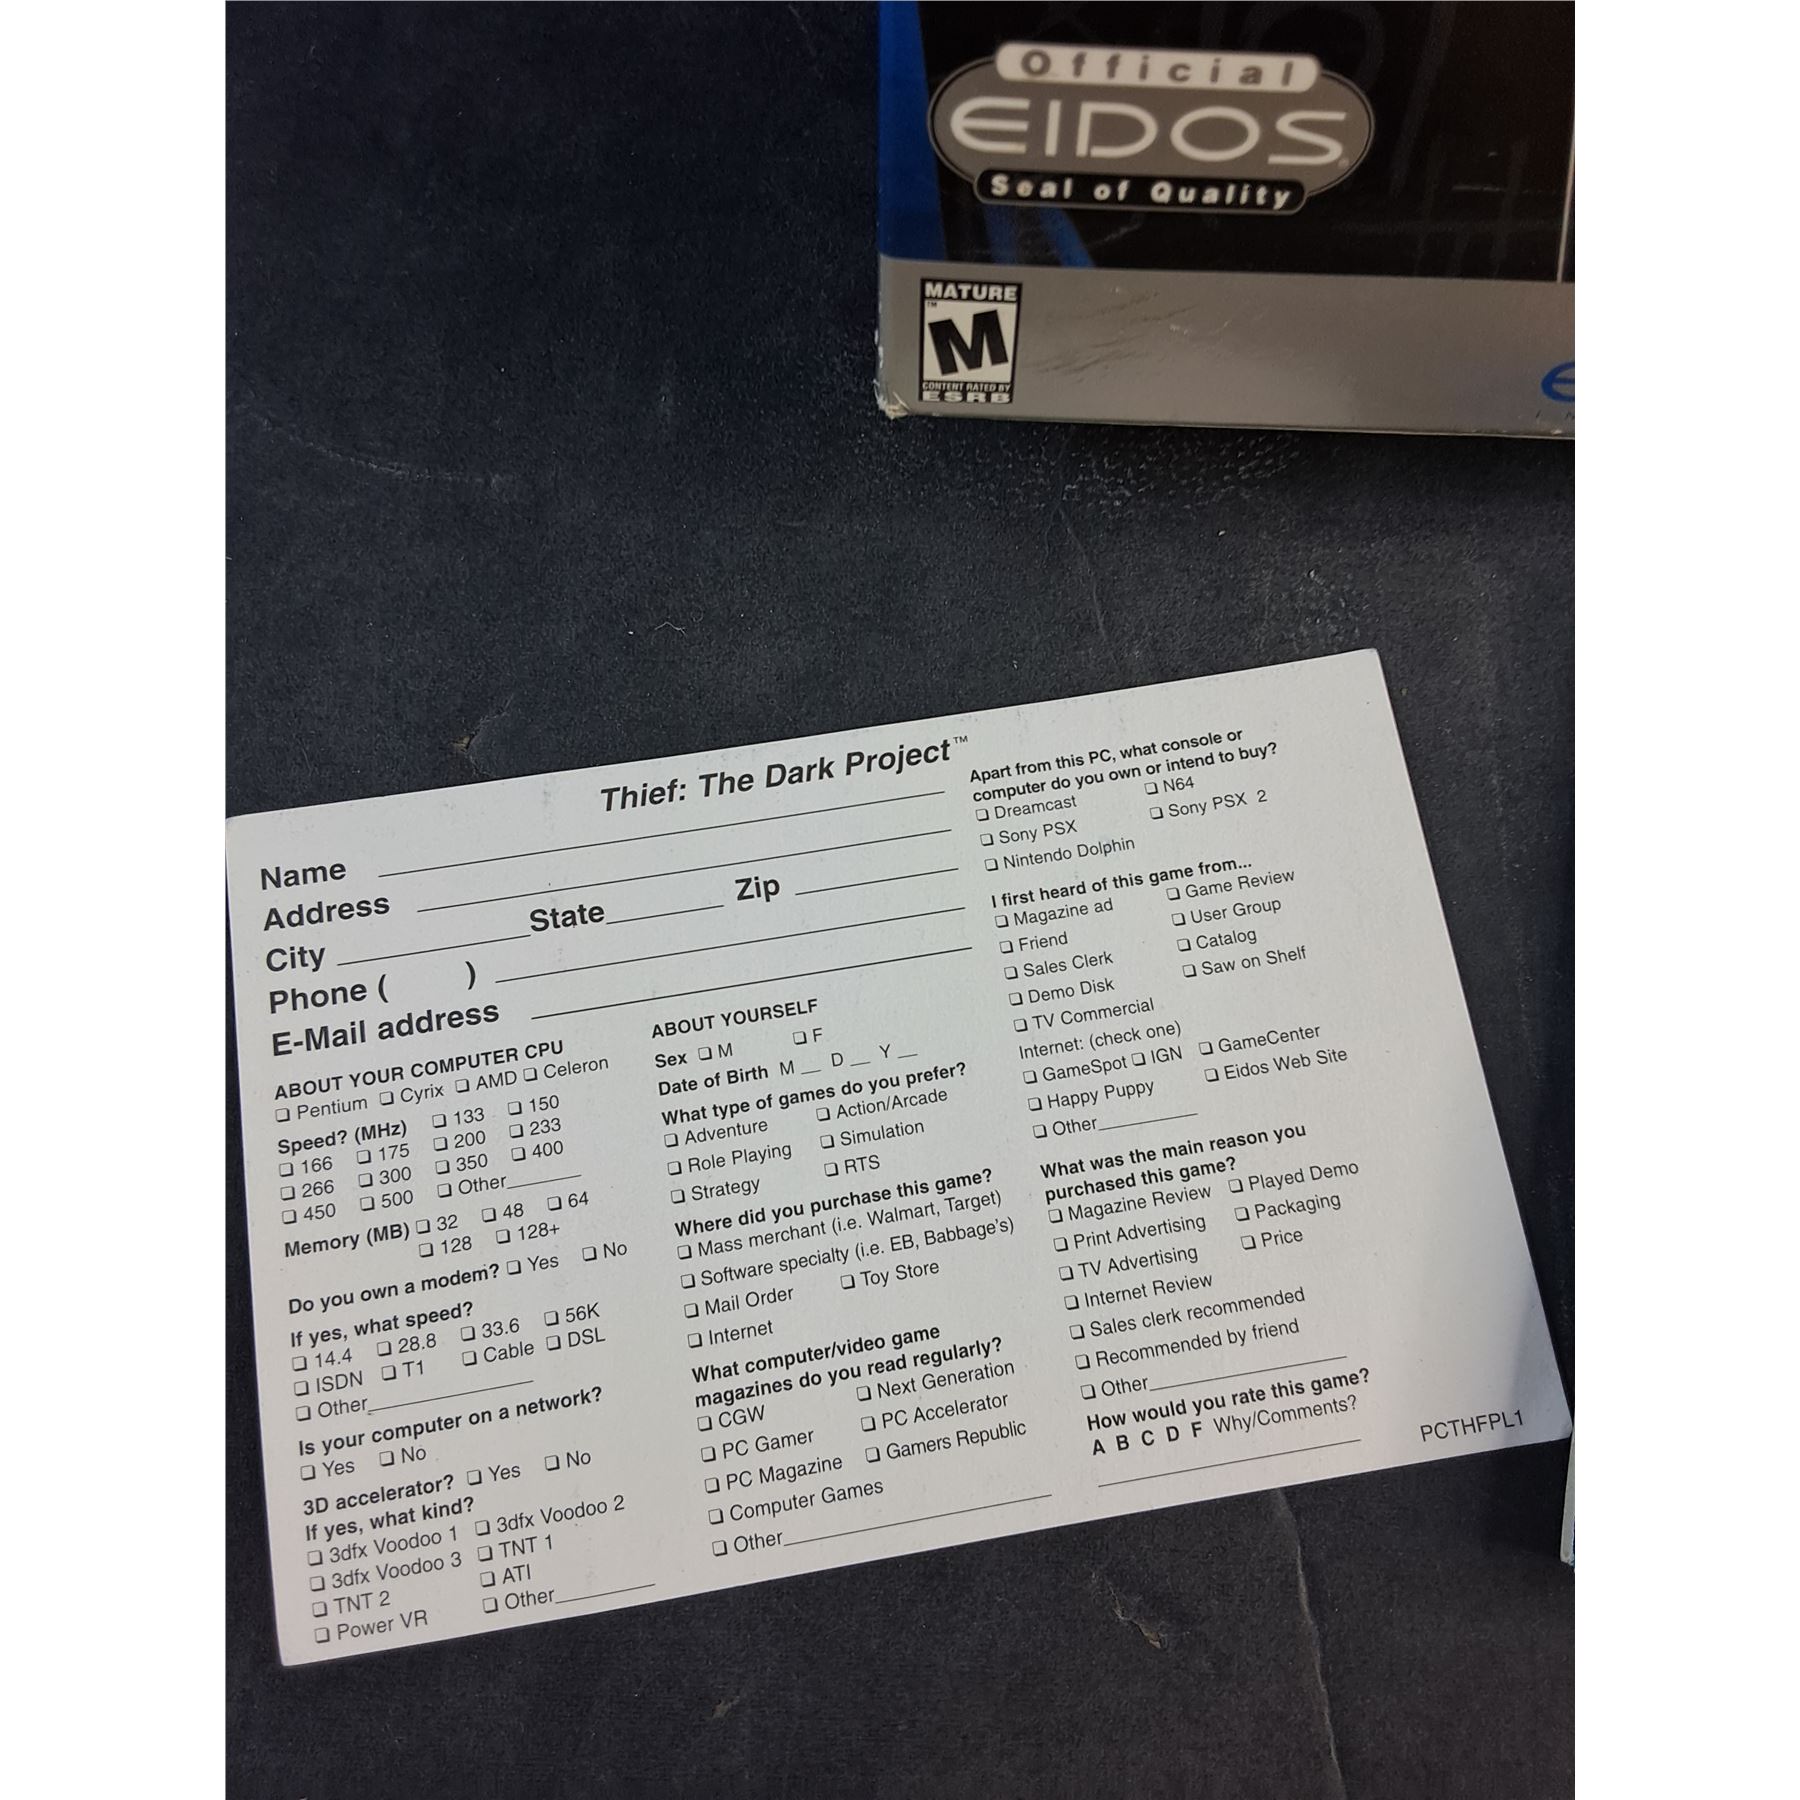 Official
EIDOS
Seal of Quality
MATURE
TM
M
CONTENT RATED BY
ESRB
Thief: The Dark Project™
Name
Address
City State Zip
Phone ( )
E-Mail address
ABOUT YOUR COMPUTER CPU
❏ Pentium ❏ Cyrix ❏ AMD ❏ Celeron
Speed? (MHz) ❏ 133 ❏ 150
❏ 166 ❏ 175 ❏ 200 ❏ 233
❏ 266 ❏ 300 ❏ 350 ❏ 400
❏ 450 ❏ 500 ❏ Other
Memory (MB) ❏ 32 ❏ 48 ❏ 64
❏ 128 ❏ 128+
Do you own a modem? ❏ Yes ❏ No
If yes, what speed?
❏ 14.4 ❏ 28.8 ❏ 33.6 ❏ 56K
❏ ISDN ❏ T1 ❏ Cable ❏ DSL
❏ Other
Is your computer on a network?
❏ Yes ❏ No
3D accelerator? ❏ Yes ❏ No
If yes, what kind?
❏ 3dfx Voodoo 1 ❏ 3dfx Voodoo 2
❏ 3dfx Voodoo 3 ❏ TNT 1
❏ TNT 2 ❏ ATI
❏ Power VR ❏ Other
ABOUT YOURSELF
Sex ❏ M ❏ F
Date of Birth M __ D __ Y __
What type of games do you prefer?
❏ Adventure ❏ Action/Arcade
❏ Role Playing ❏ Simulation
❏ Strategy ❏ RTS
Where did you purchase this game?
❏ Mass merchant (i.e. Walmart, Target)
❏ Software specialty (i.e. EB, Babbage's)
❏ Mail Order ❏ Toy Store
❏ Internet
What computer/video game
magazines do you read regularly?
❏ CGW ❏ Next Generation
❏ PC Gamer ❏ PC Accelerator
❏ PC Magazine ❏ Gamers Republic
❏ Computer Games
❏ Other
Apart from this PC, what console or
computer do you own or intend to buy?
❏ Dreamcast ❏ N64
❏ Sony PSX ❏ Sony PSX 2
❏ Nintendo Dolphin
I first heard of this game from...
❏ Magazine ad ❏ Game Review
❏ Friend ❏ User Group
❏ Sales Clerk ❏ Catalog
❏ Demo Disk ❏ Saw on Shelf
❏ TV Commercial
Internet: (check one)
❏ GameSpot ❏ IGN ❏ GameCenter
❏ Happy Puppy ❏ Eidos Web Site
❏ Other
What was the main reason you
purchased this game?
❏ Magazine Review ❏ Played Demo
❏ Print Advertising ❏ Packaging
❏ TV Advertising ❏ Price
❏ Internet Review
❏ Sales clerk recommended
❏ Recommended by friend
❏ Other
How would you rate this game?
A B C D F Why/Comments?
PCTHFPL1